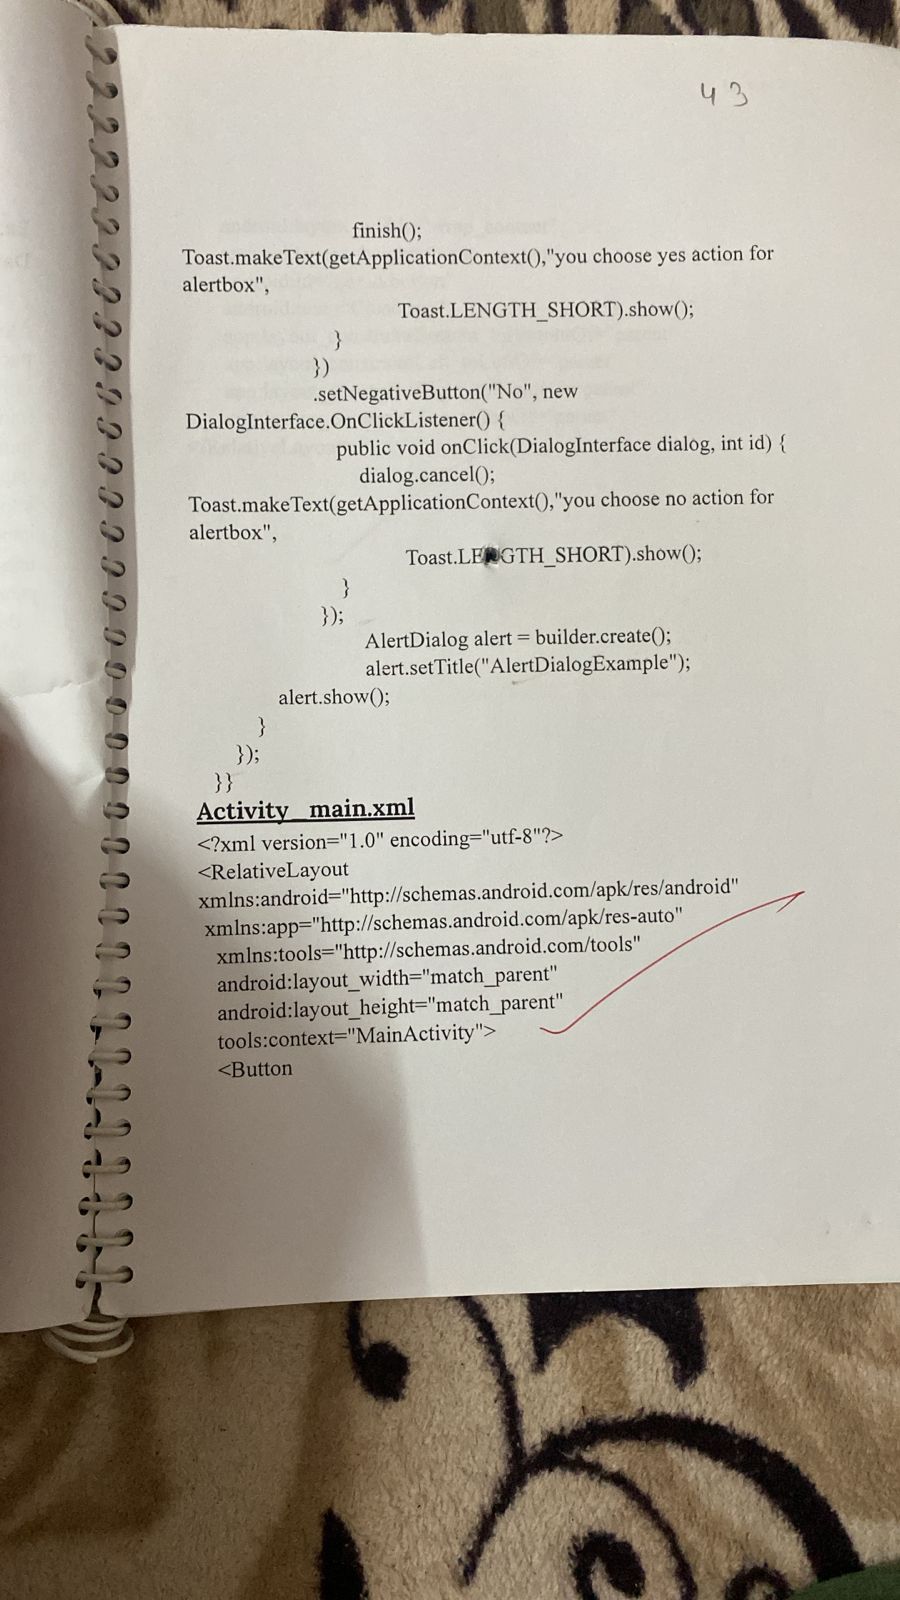 43
finish();
Toast.makeText(getApplicationContext(),"you choose yes action for
alertbox",
Toast.LENGTH_SHORT).show();
}
})
.setNegativeButton("No", new
DialogInterface.OnClickListener() {
public void onClick(DialogInterface dialog, int id) {
dialog.cancel();
Toast.makeText(getApplicationContext(),"you choose no action for
alertbox",
Toast.LENGTH_SHORT).show();
}
});
AlertDialog alert = builder.create();
alert.setTitle("AlertDialogExample");
alert.show();
}
});
}}
Activity_main.xml
<?xml version="1.0" encoding="utf-8"?>
<RelativeLayout
xmlns:android="http://schemas.android.com/apk/res/android"
xmlns:app="http://schemas.android.com/apk/res-auto"
xmlns:tools="http://schemas.android.com/tools"
android:layout_width="match_parent"
android:layout_height="match_parent"
tools:context="MainActivity">
<Button